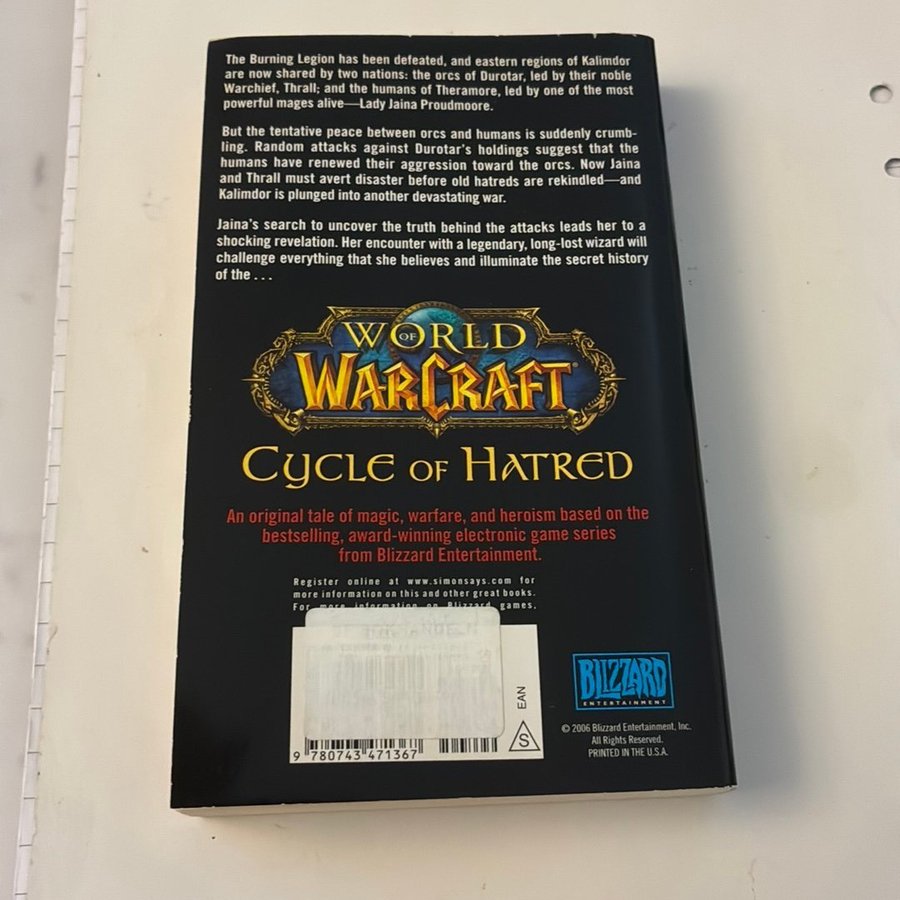 The Burning Legion has been defeated, and eastern regions of Kalimdor
are now shared by two nations: the orcs of Durotar, led by their noble
Warchief, Thrall; and the humans of Theramore, led by one of the most
powerful mages alive—Lady Jaina Proudmoore.
But the tentative peace between orcs and humans is suddenly crumb-
ling. Random attacks against Durotar's holdings suggest that the
humans have renewed their aggression toward the orcs. Now Jaina
and Thrall must avert disaster before old hatreds are rekindled—and
Kalimdor is plunged into another devastating war.
Jaina's search to uncover the truth behind the attacks leads her to a
shocking revelation. Her encounter with a legendary, long-lost wizard will
challenge everything that she believes and illuminate the secret history
of the . . .
WORLD
OF
WARCRAFT
CYCLE OF HATRED
An original tale of magic, warfare, and heroism based on the
bestselling, award-winning electronic game series
from Blizzard Entertainment.
Register online at www.simonsays.com for
more information on this and other great books.
For more information on Blizzard games,
EAN
S
9 780743 471367
BLIZZARD
ENTERTAINMENT
© 2006 Blizzard Entertainment, Inc.
All Rights Reserved.
PRINTED IN THE U.S.A.